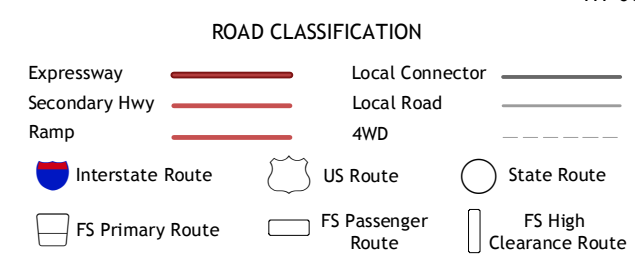 ROAD CLASSIFICATION
Expressway
Local Connector
Secondary Hwy
Local Road
Ramp
4WD
Interstate Route
US Route
State Route
FS Primary Route
FS Passenger
Route
FS High
Clearance Route